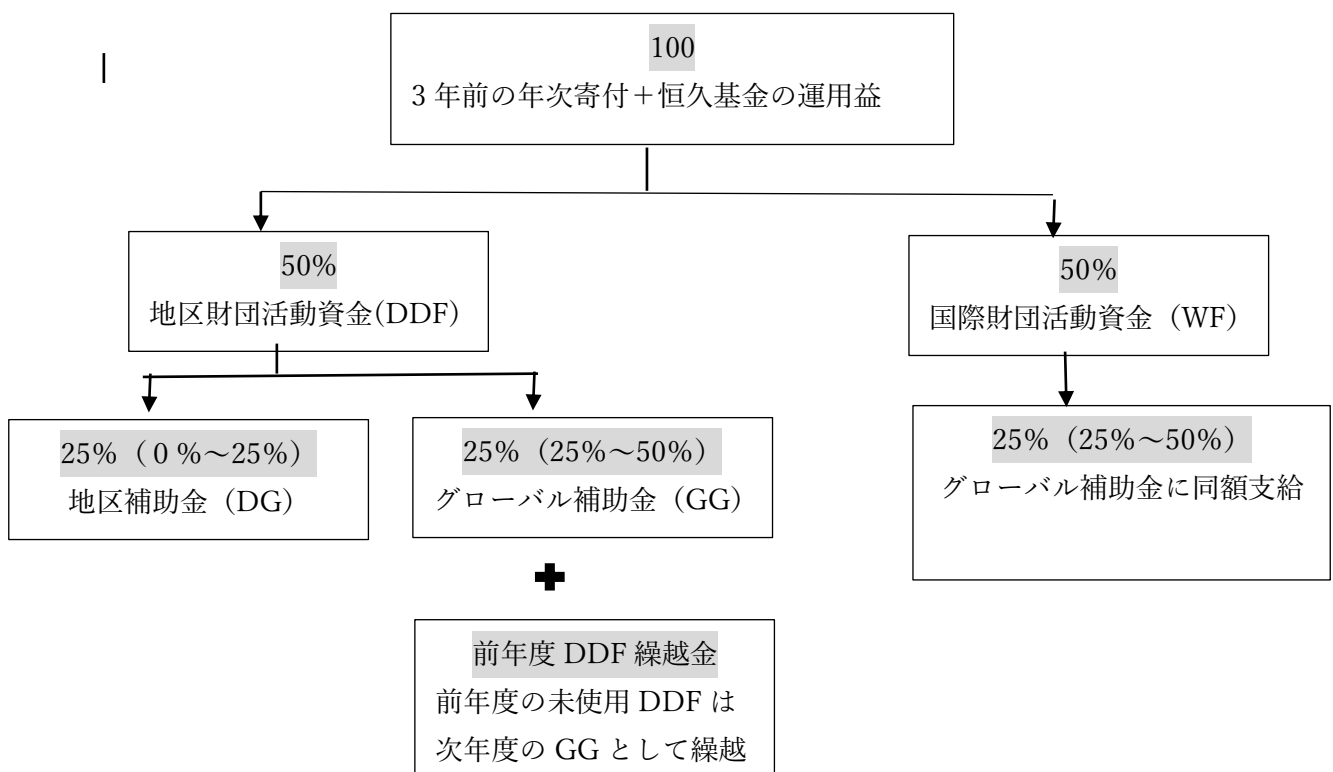 100
3年前の年次寄付＋恒久基金の運用益
50%
地区財団活動資金(DDF)
50%
国際財団活動資金（WF）
25%（0%～25%）
地区補助金（DG）
25%（25%～50%）
グローバル補助金（GG）
25%（25%～50%）
グローバル補助金に同額支給
前年度 DDF 繰越金
前年度の未使用 DDF は
次年度の GG として繰越